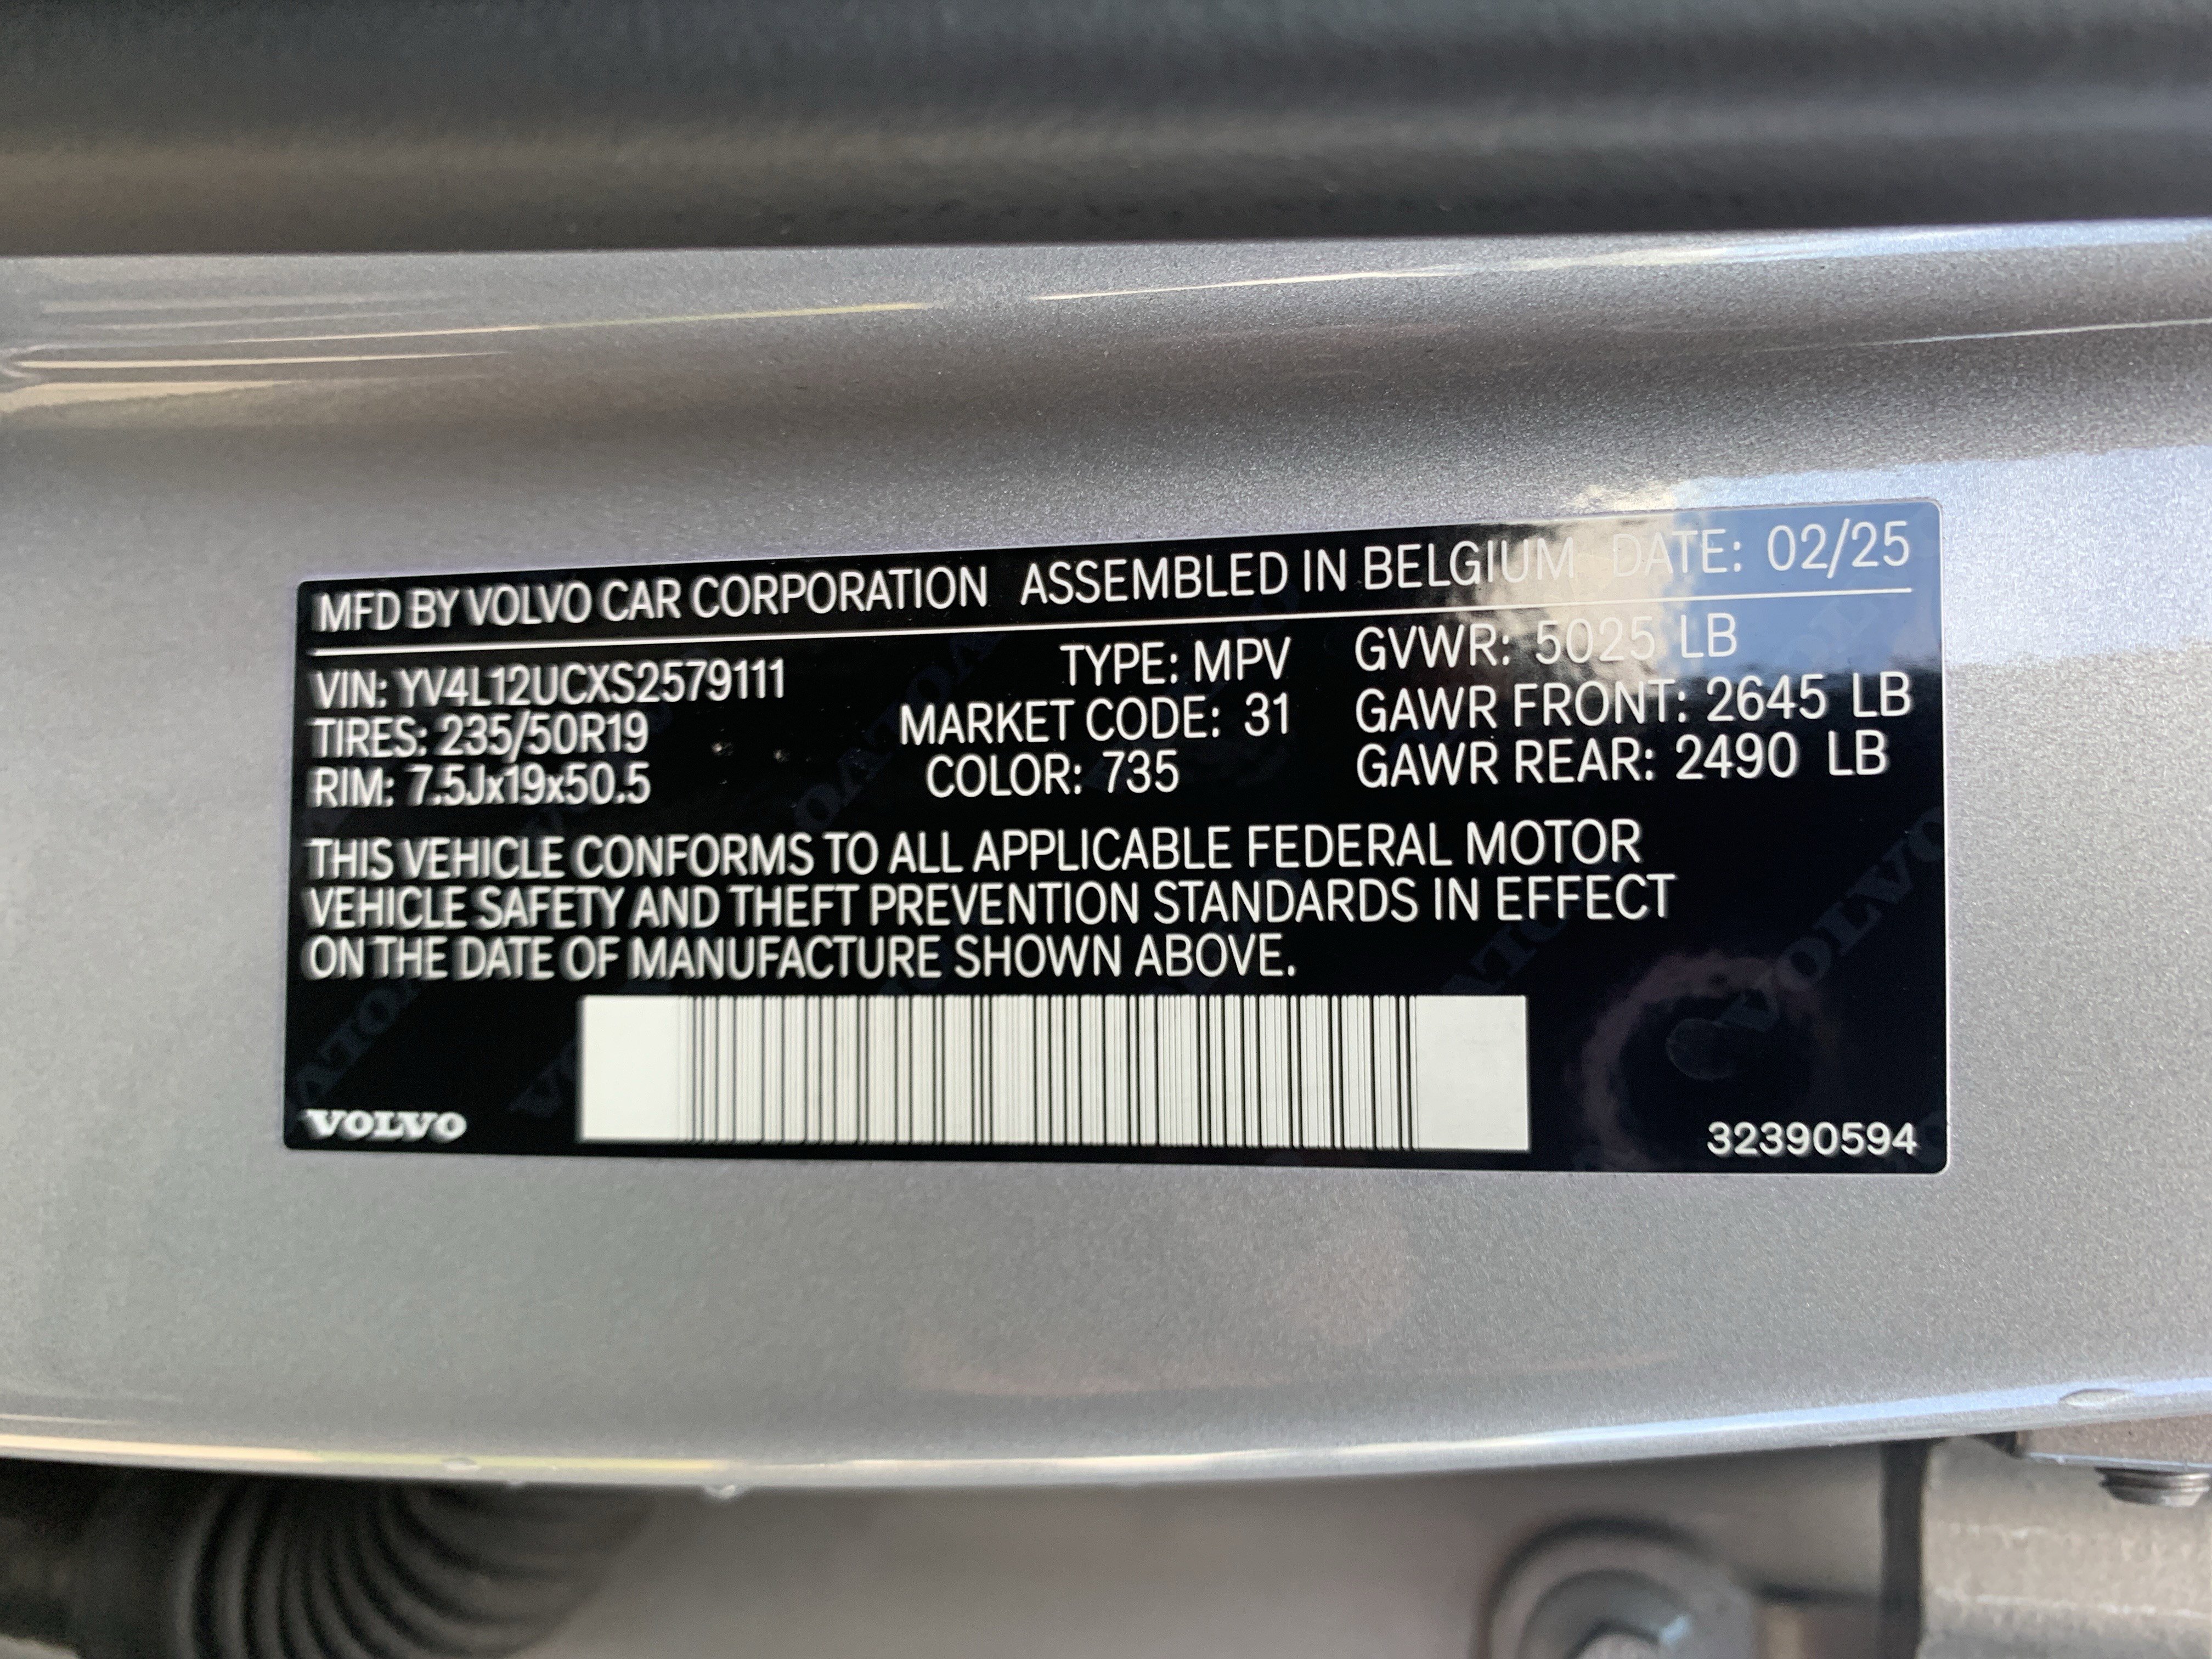 MFD BY VOLVO CAR CORPORATION ASSEMBLED IN BELGIUM DATE: 02/25
VIN: YV4L12UCXS2579111 TYPE: MPV GVWR: 5025 LB
TIRES: 235/50R19 MARKET CODE: 31 GAWR FRONT: 2645 LB
RIM: 7.5Jx19x50.5 COLOR: 735 GAWR REAR: 2490 LB
THIS VEHICLE CONFORMS TO ALL APPLICABLE FEDERAL MOTOR
VEHICLE SAFETY AND THEFT PREVENTION STANDARDS IN EFFECT
ON THE DATE OF MANUFACTURE SHOWN ABOVE.
VOLVO 32390594